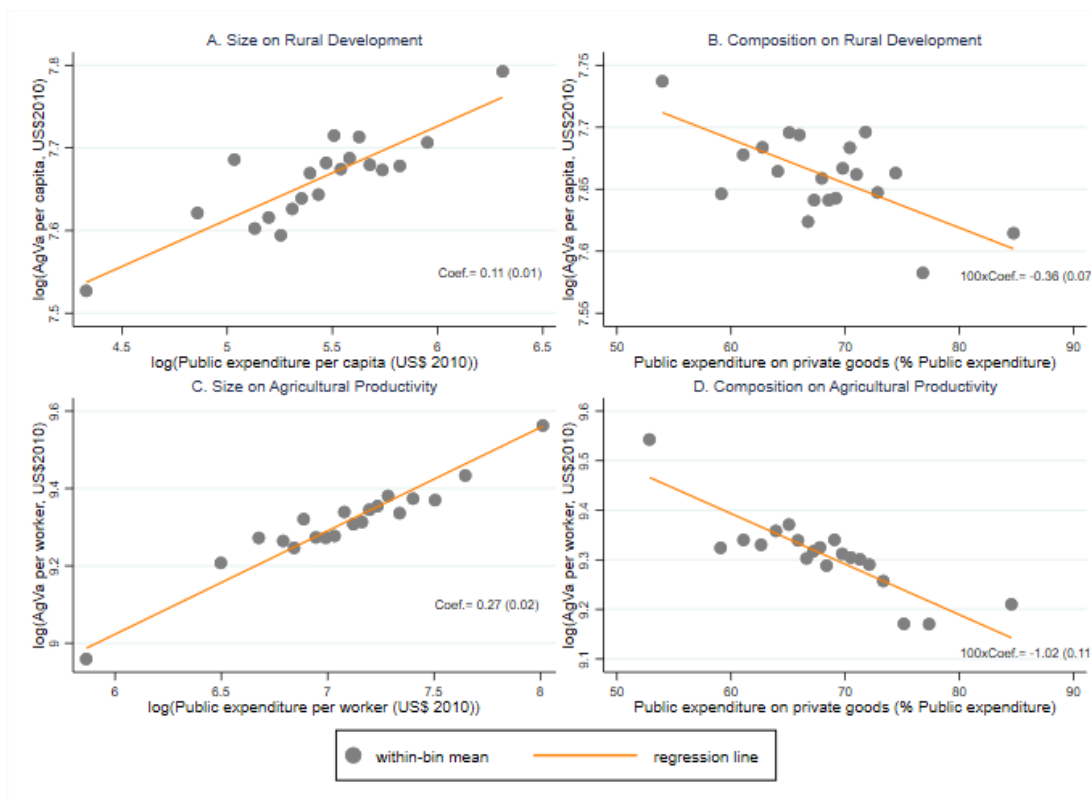 A. Size on Rural Development
log(AgVa per capita, US$2010)
7.8
7.7
7.6
7.5
Coef.= 0.11 (0.01)
4.5 5 5.5 6 6.5
log(Public expenditure per capita (US$ 2010))
B. Composition on Rural Development
log(AgVa per capita, US$2010)
7.75
7.7
7.65
7.6
7.55
100xCoef.= -0.36 (0.07
50 60 70 80 90
Public expenditure on private goods (% Public expenditure)
C. Size on Agricultural Productivity
log(AgVa per worker, US$2010)
9.6
9.4
9.2
9
Coef.= 0.27 (0.02)
6 6.5 7 7.5 8
log(Public expenditure per worker (US$ 2010))
D. Composition on Agricultural Productivity
log(AgVa per worker, US$2010)
9.6
9.5
9.4
9.3
9.2
9.1
100xCoef.= -1.02 (0.11
50 60 70 80 90
Public expenditure on private goods (% Public expenditure)
within-bin mean regression line